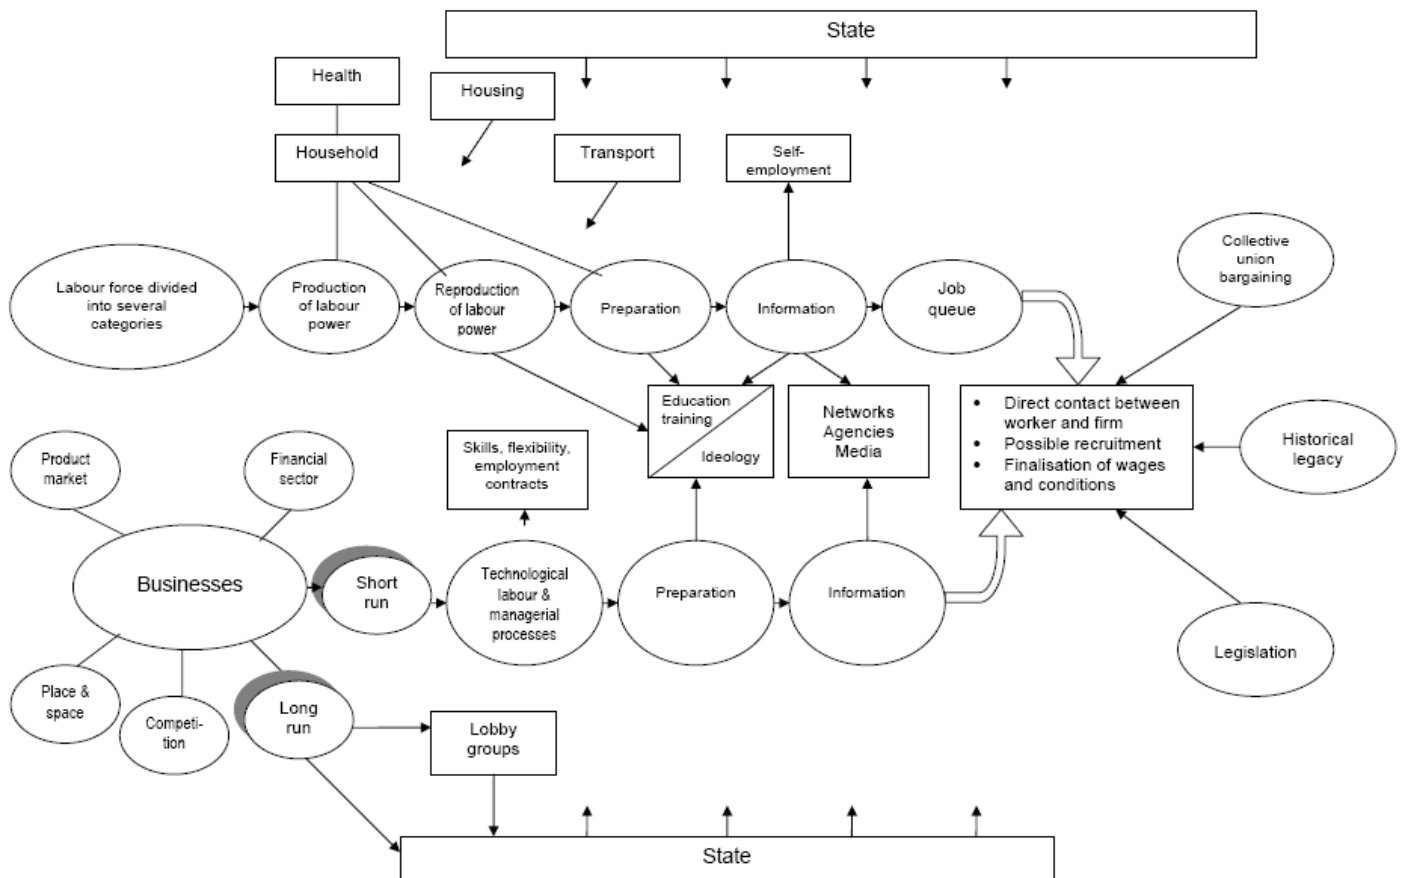 State
Health
Housing
Household
Transport
Self-
employment
Collective
union
bargaining
Labour force divided
into several
categories
Production
of labour
power
Reproduction
of labour
power
Preparation
Information
Job
queue
Education
training
Ideology
Networks
Agencies
Media
• Direct contact between
worker and firm
• Possible recruitment
• Finalisation of wages
and conditions
Historical
legacy
Product
market
Financial
sector
Skills, flexibility,
employment
contracts
Businesses
Short
run
Technological
labour &
managerial
processes
Preparation
Information
Legislation
Place &
space
Competi-
tion
Long
run
Lobby
groups
State